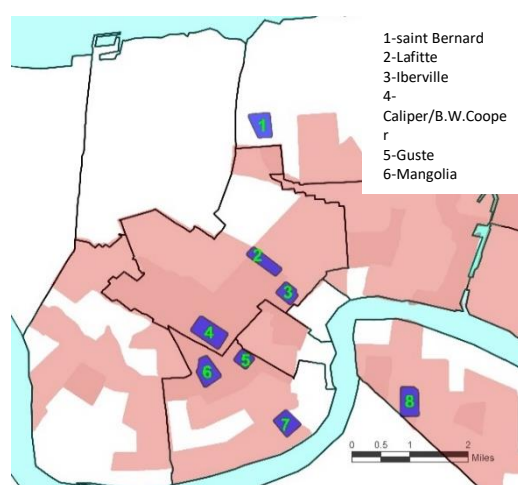 1-saint Bernard
2-Lafitte
3-Iberville
4-
Caliper/B.W.Coope
r
5-Guste
6-Mangolia
1
2
3
4
5
6
7
8
0 0.5 1 2
Miles